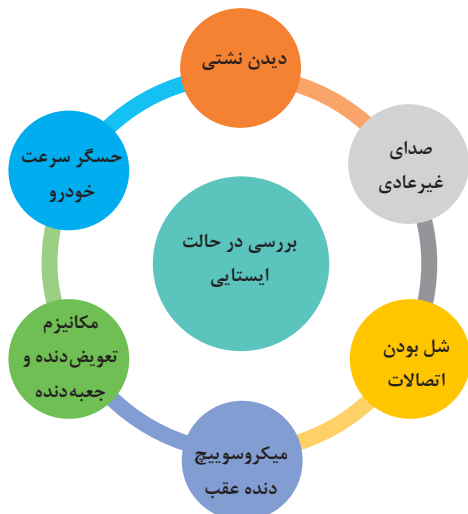 دیدن نشتی
صدای
غیرعادی
شل بودن
اتصالات
میکروسوییچ
دنده عقب
مکانیزم
تعویض‌دنده و
جعبه‌دنده
حسگر سرعت
خودرو
بررسی در حالت
ایستایی